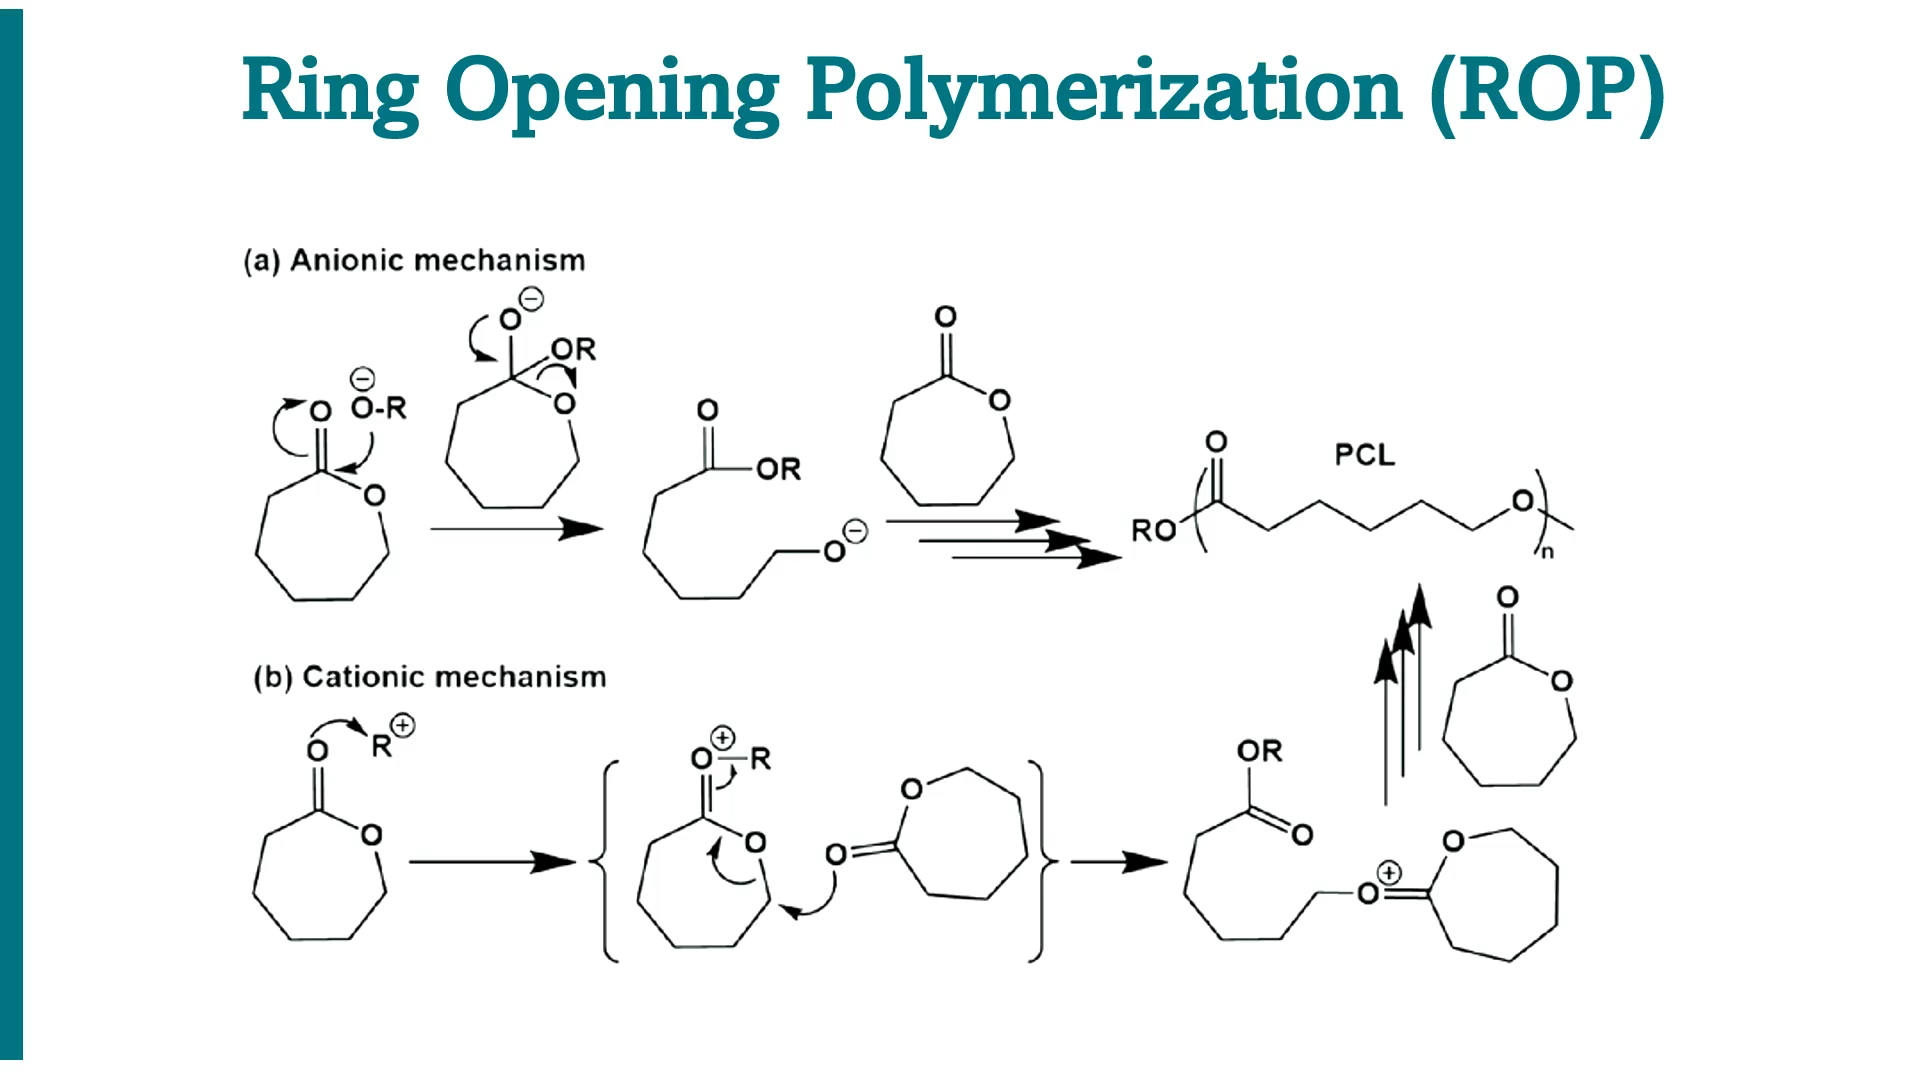 Ring Opening Polymerization (ROP)
(a) Anionic mechanism
O ⊖
OR
O
⊖
O O-R
O
O
OR
O ⊖
O
O
O
PCL
RO
O
n
(b) Cationic mechanism
O
R ⊕
O
⊕
O R
O
O
O
OR
O
O
⊕
O
O
O